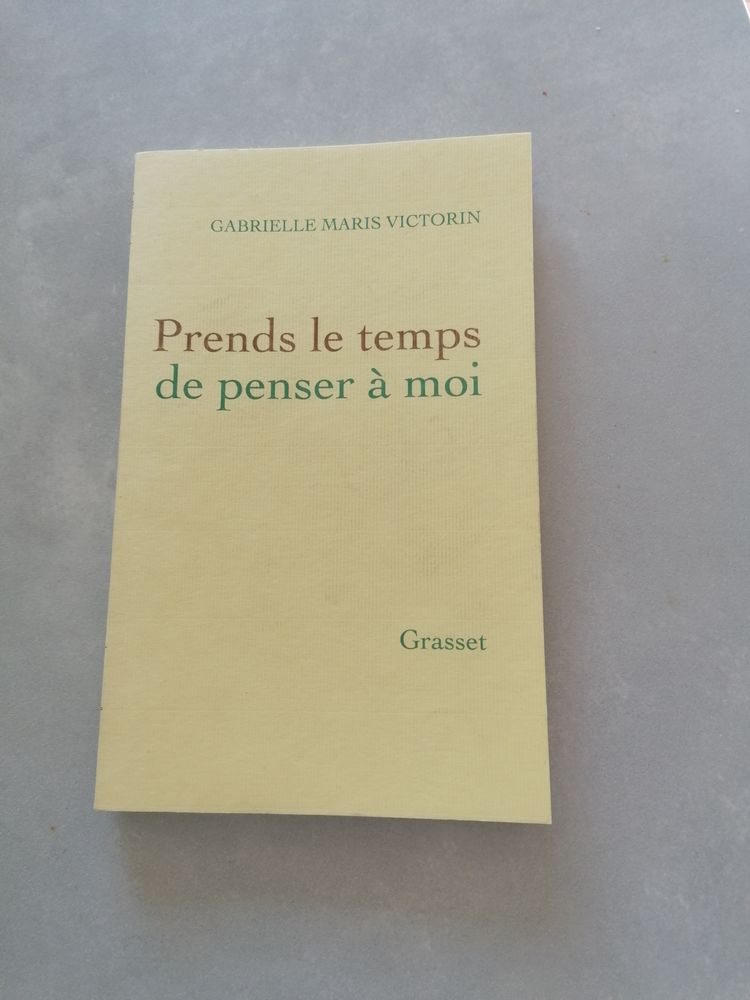 GABRIELLE MARIS VICTORIN
Prends le temps
de penser à moi
Grasset